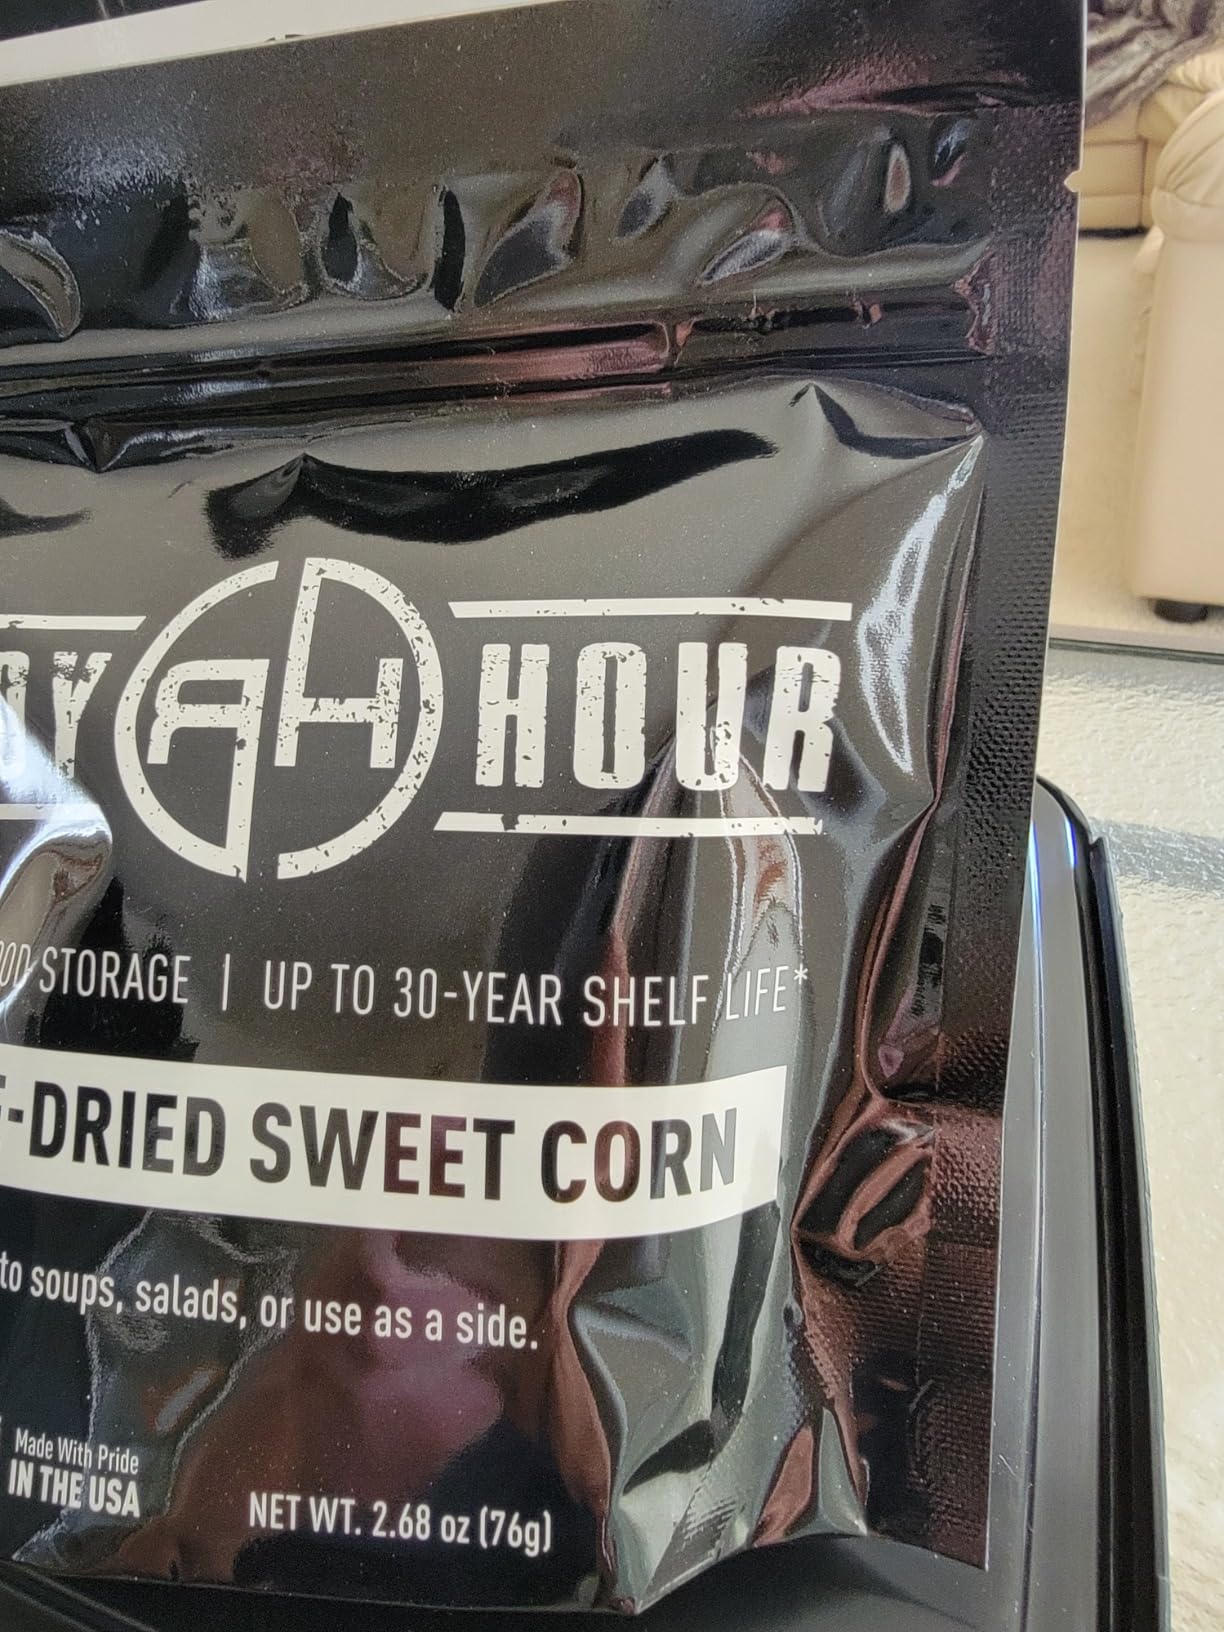 HOUR
STORAGE | UP TO 30-YEAR SHELF LIFE*
-DRIED SWEET CORN
to soups, salads, or use as a side.
Made With Pride
IN THE USA
NET WT. 2.68 oz (76g)